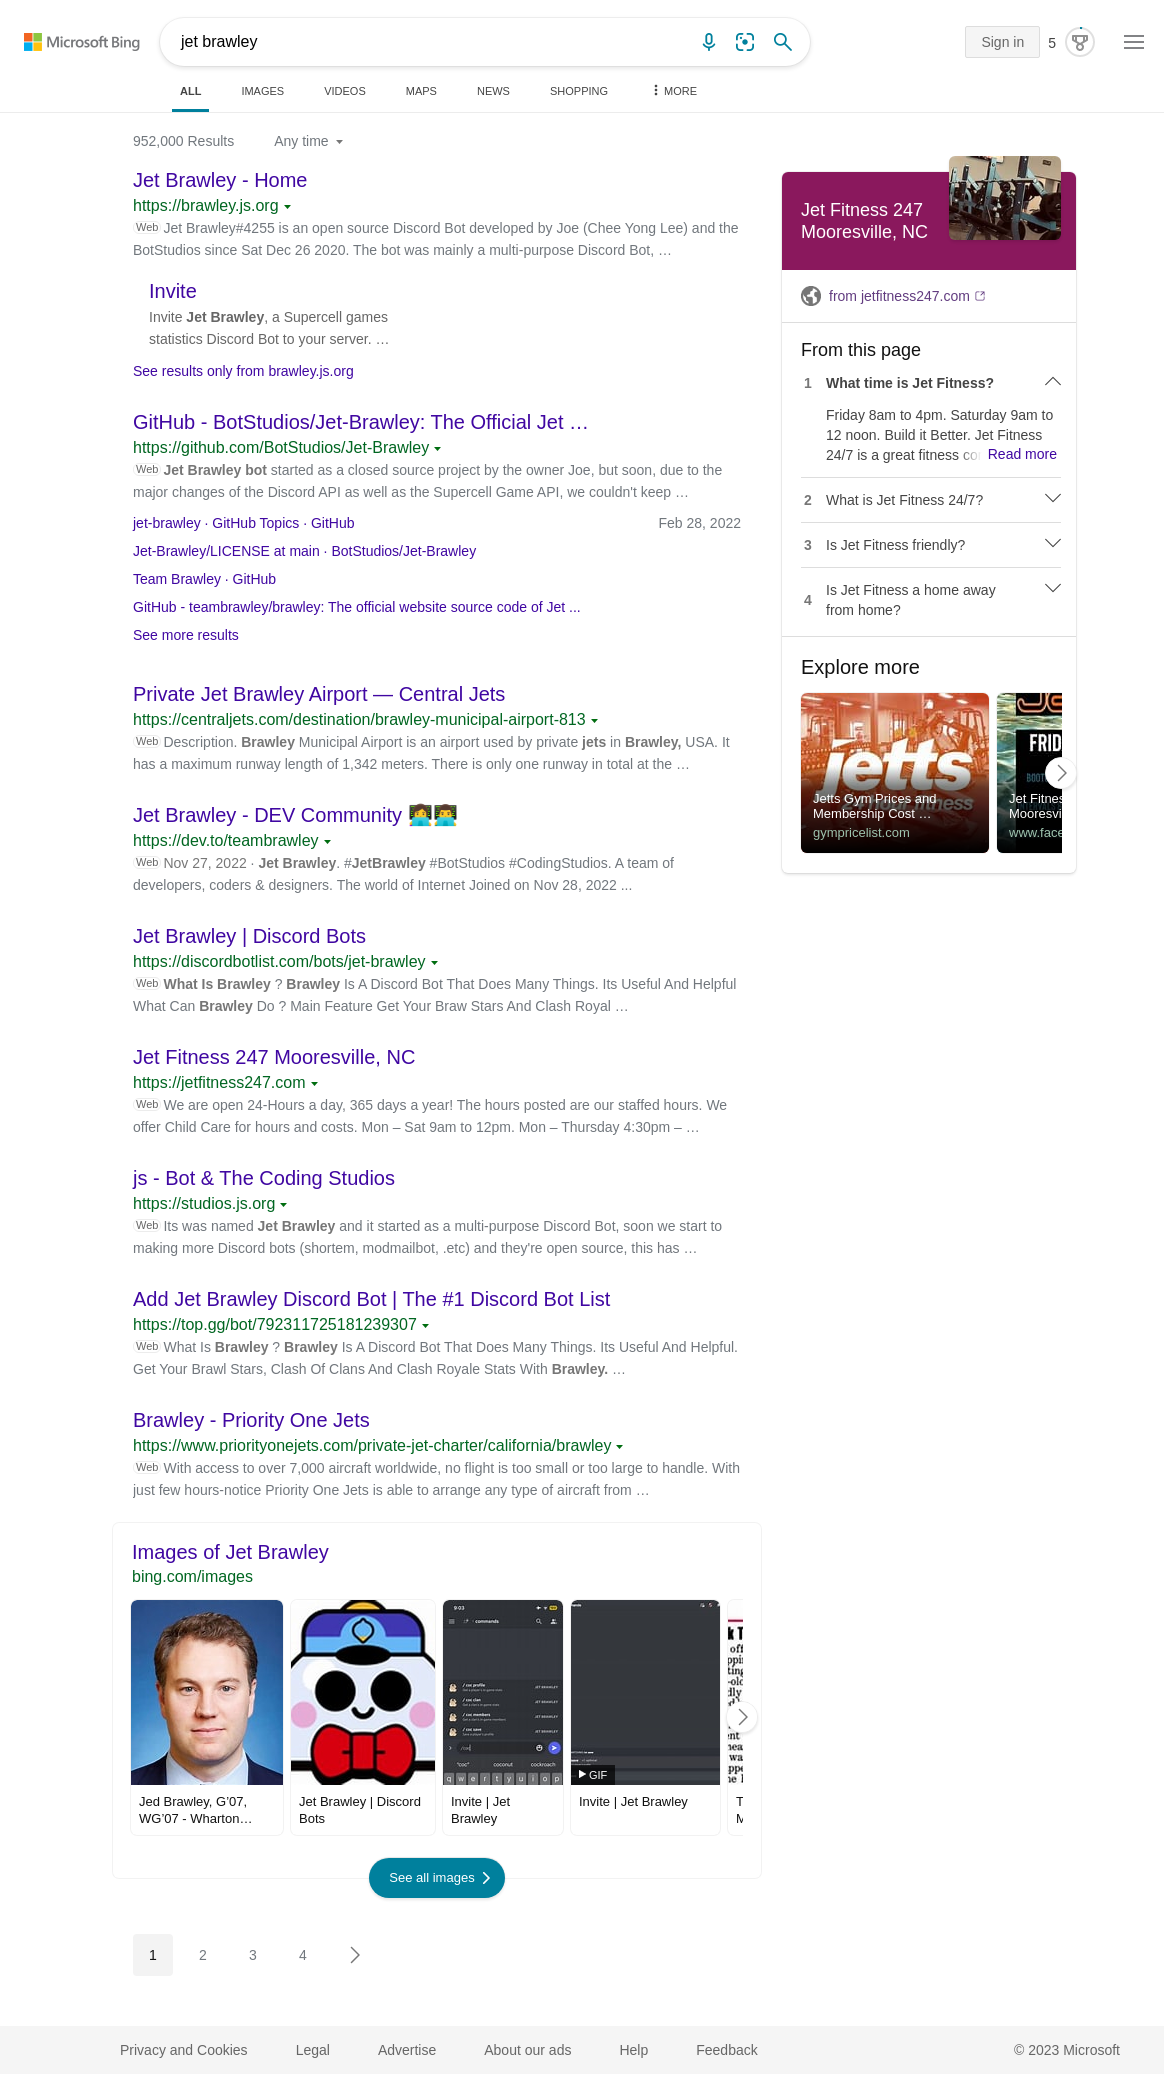 Microsoft Bing
jet brawley
Sign in
5
ALL
IMAGES
VIDEOS
MAPS
NEWS
SHOPPING
MORE
952,000 Results
Any time
Jet Brawley - Home
https://brawley.js.org
Web Jet Brawley#4255 is an open source Discord Bot developed by Joe (Chee Yong Lee) and the
BotStudios since Sat Dec 26 2020. The bot was mainly a multi-purpose Discord Bot, …
Invite
Invite Jet Brawley, a Supercell games
statistics Discord Bot to your server. …
See results only from brawley.js.org
GitHub - BotStudios/Jet-Brawley: The Official Jet …
https://github.com/BotStudios/Jet-Brawley
Web Jet Brawley bot started as a closed source project by the owner Joe, but soon, due to the
major changes of the Discord API as well as the Supercell Game API, we couldn't keep …
jet-brawley · GitHub Topics · GitHub
Feb 28, 2022
Jet-Brawley/LICENSE at main · BotStudios/Jet-Brawley
Team Brawley · GitHub
GitHub - teambrawley/brawley: The official website source code of Jet ...
See more results
Private Jet Brawley Airport — Central Jets
https://centraljets.com/destination/brawley-municipal-airport-813
Web Description. Brawley Municipal Airport is an airport used by private jets in Brawley, USA. It
has a maximum runway length of 1,342 meters. There is only one runway in total at the …
Jet Brawley - DEV Community 👩‍💻👨‍💻
https://dev.to/teambrawley
Web Nov 27, 2022 · Jet Brawley. #JetBrawley #BotStudios #CodingStudios. A team of
developers, coders & designers. The world of Internet Joined on Nov 28, 2022 ...
Jet Brawley | Discord Bots
https://discordbotlist.com/bots/jet-brawley
Web What Is Brawley ? Brawley Is A Discord Bot That Does Many Things. Its Useful And Helpful
What Can Brawley Do ? Main Feature Get Your Braw Stars And Clash Royal …
Jet Fitness 247 Mooresville, NC
https://jetfitness247.com
Web We are open 24-Hours a day, 365 days a year! The hours posted are our staffed hours. We
offer Child Care for hours and costs. Mon – Sat 9am to 12pm. Mon – Thursday 4:30pm – …
js - Bot & The Coding Studios
https://studios.js.org
Web Its was named Jet Brawley and it started as a multi-purpose Discord Bot, soon we start to
making more Discord bots (shortem, modmailbot, .etc) and they're open source, this has …
Add Jet Brawley Discord Bot | The #1 Discord Bot List
https://top.gg/bot/792311725181239307
Web What Is Brawley ? Brawley Is A Discord Bot That Does Many Things. Its Useful And Helpful.
Get Your Brawl Stars, Clash Of Clans And Clash Royale Stats With Brawley. …
Brawley - Priority One Jets
https://www.priorityonejets.com/private-jet-charter/california/brawley
Web With access to over 7,000 aircraft worldwide, no flight is too small or too large to handle. With
just few hours-notice Priority One Jets is able to arrange any type of aircraft from …
Images of Jet Brawley
bing.com/images
9:03
commands
/ coc profile
/ coc clan
/ coc members
/ coc save
"coc"
coconut
cockroach
q w e r t y u i o p
GIF
Jed Brawley, G'07,
WG'07 - Wharton…
Jet Brawley | Discord
Bots
Invite | Jet
Brawley
Invite | Jet Brawley
See all images
1
2
3
4
Jet Fitness 247
Mooresville, NC
from jetfitness247.com
From this page
1 What time is Jet Fitness?
Friday 8am to 4pm. Saturday 9am to
12 noon. Build it Better. Jet Fitness
24/7 is a great fitness Read more
2 What is Jet Fitness 24/7?
3 Is Jet Fitness friendly?
4 Is Jet Fitness a home away
from home?
Explore more
jetts
24 hour fitness
Jetts Gym Prices and
Membership Cost …
gympricelist.com
FRID
BOOT
Jet Fitnes
Mooresvi
www.face
Privacy and Cookies
Legal
Advertise
About our ads
Help
Feedback
© 2023 Microsoft